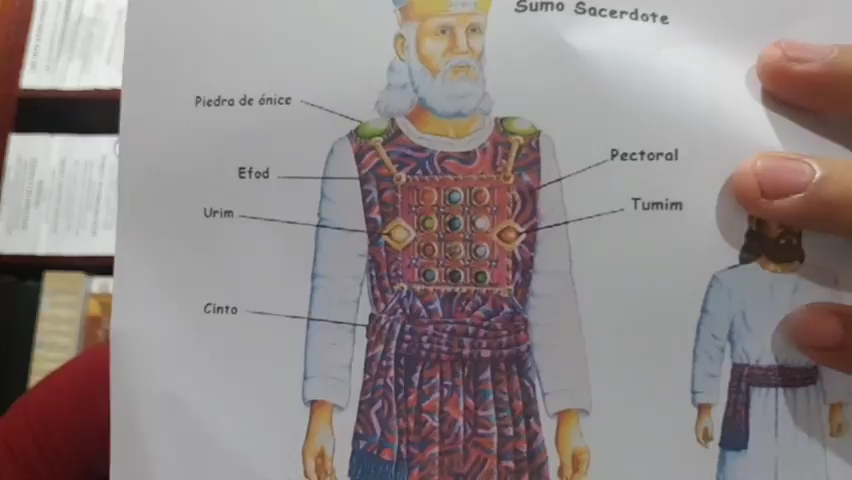 Sumo Sacerdote
Piedra de ónice
Pectoral
Efod
Tumim
Urim
Cinto